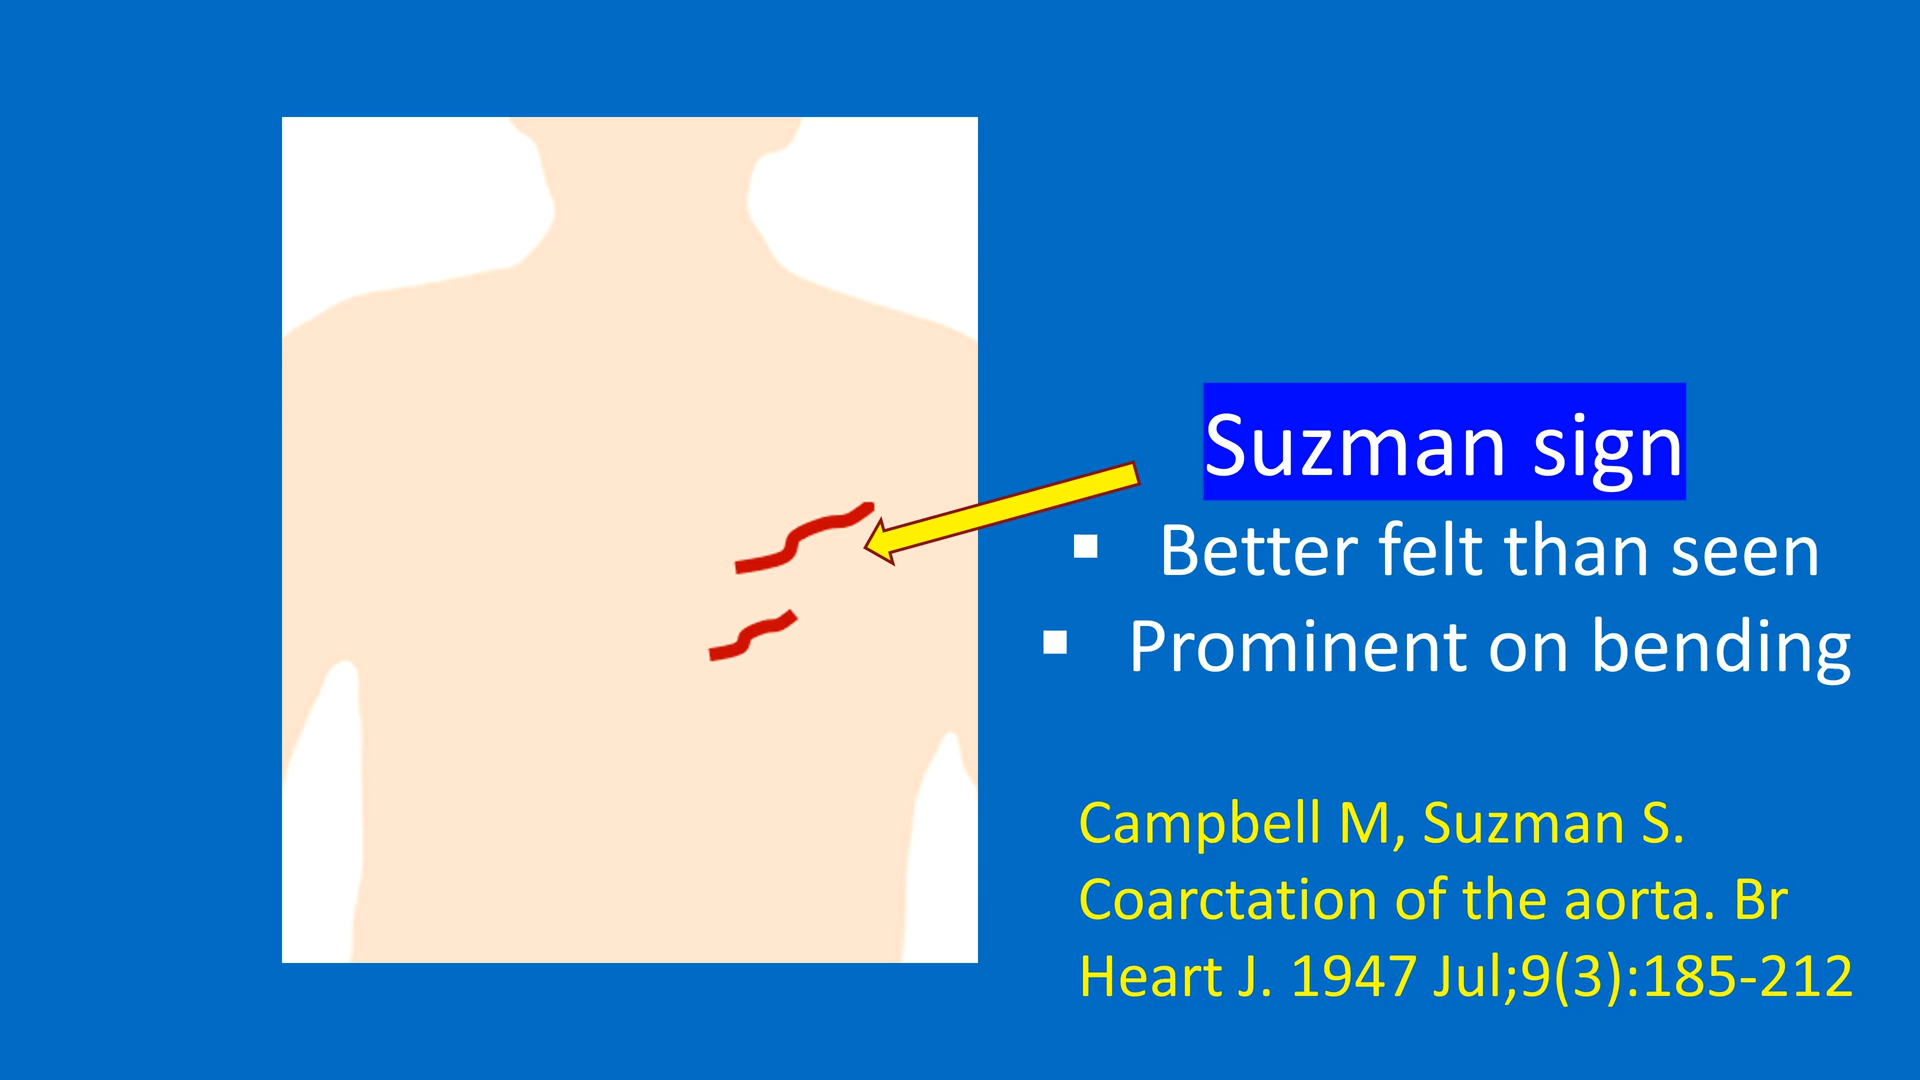 Suzman sign
▪ Better felt than seen
▪ Prominent on bending
Campbell M, Suzman S.
Coarctation of the aorta. Br
Heart J. 1947 Jul;9(3):185-212